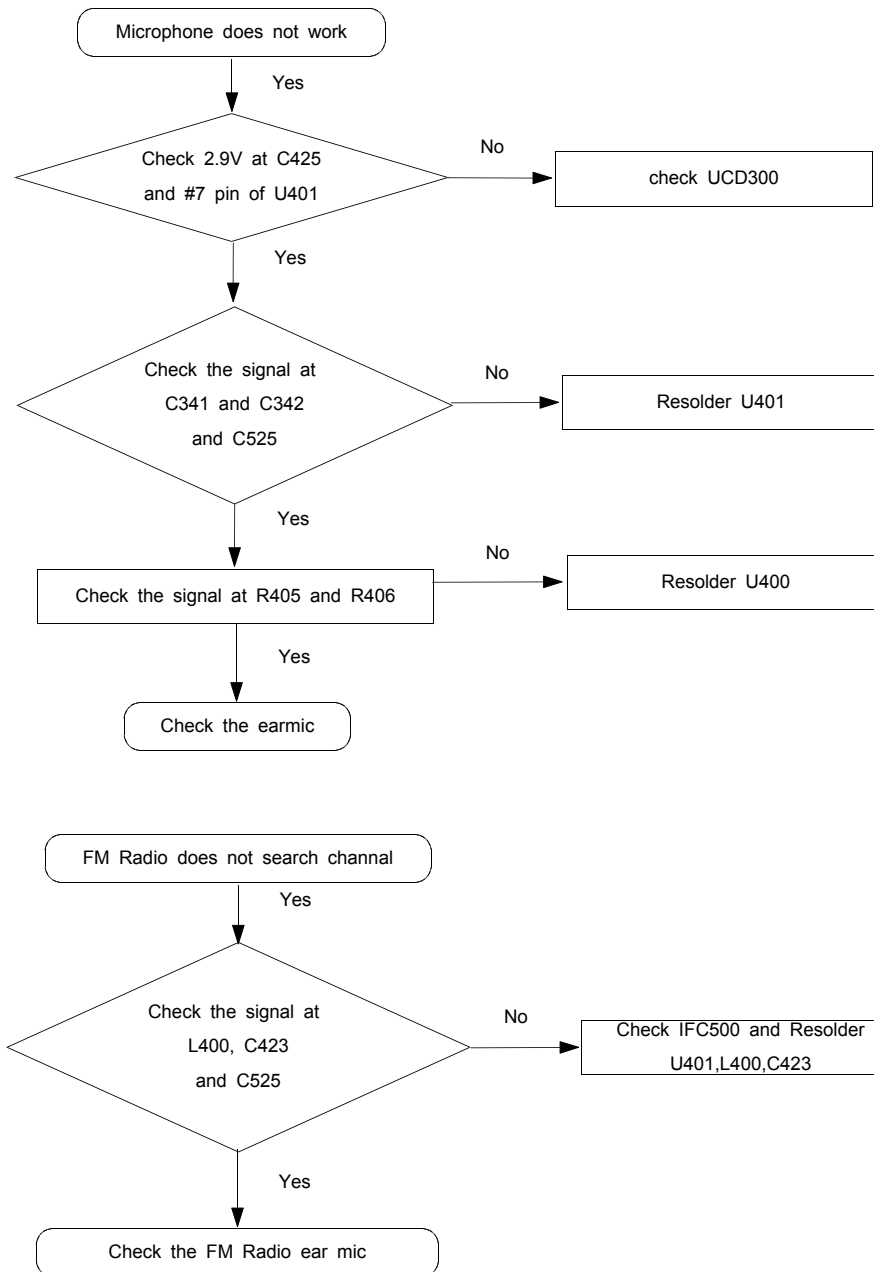 Microphone does not work
Yes
Check 2.9V at C425
and #7 pin of U401
No
check UCD300
Yes
Check the signal at
C341 and C342
and C525
No
Resolder U401
Yes
Check the signal at R405 and R406
No
Resolder U400
Yes
Check the earmic
FM Radio does not search channal
Yes
Check the signal at
L400, C423
and C525
No
Check IFC500 and Resolder
U401,L400,C423
Yes
Check the FM Radio ear mic